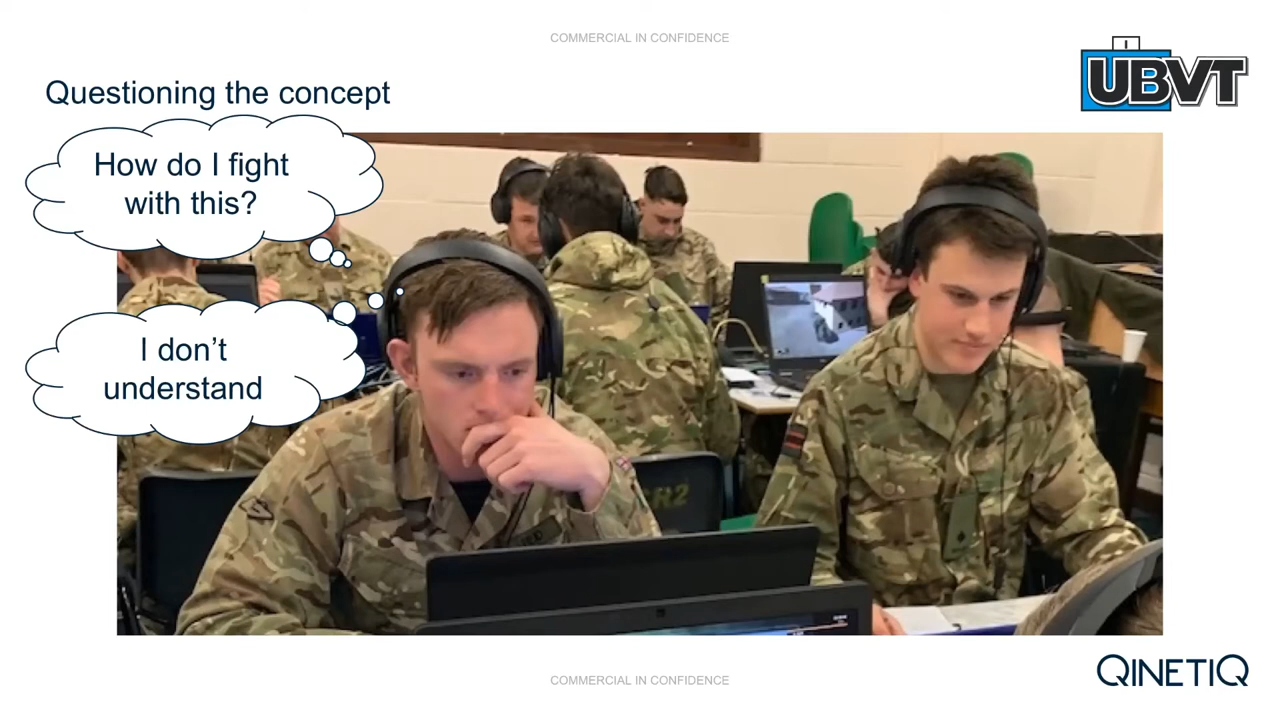 COMMERCIAL IN CONFIDENCE
UBVT
Questioning the concept
How do I fight
with this?
I don't
understand
COMMERCIAL IN CONFIDENCE
QINETIQ